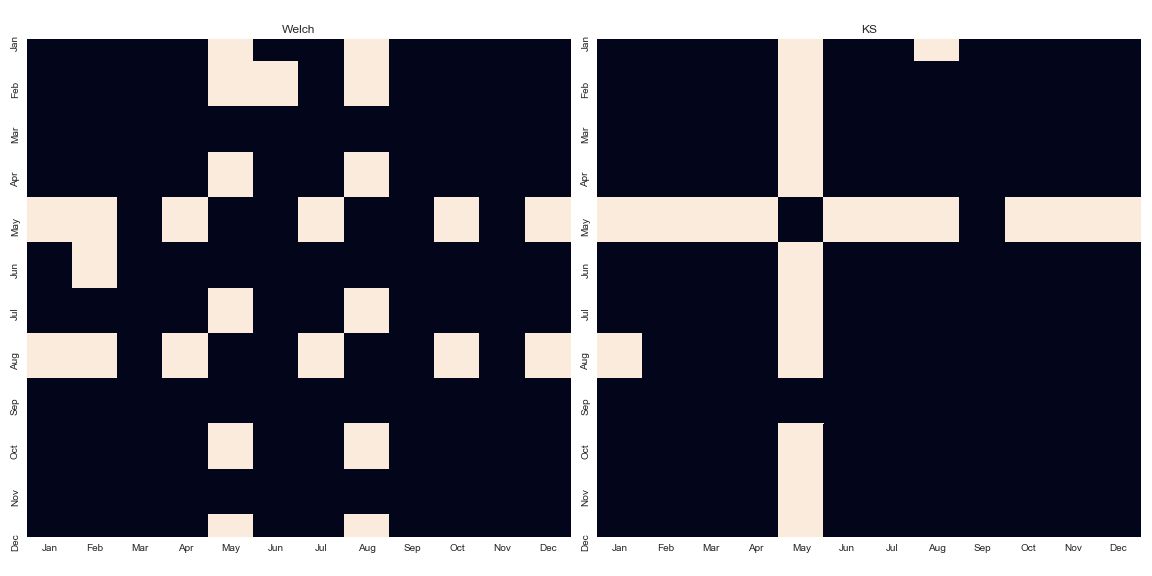 Welch
Jan
Feb
Mar
Apr
May
Jun
Jul
Aug
Sep
Oct
Nov
Dec
Jan Feb Mar Apr May Jun Jul Aug Sep Oct Nov Dec
KS
Jan
Feb
Mar
Apr
May
Jun
Jul
Aug
Sep
Oct
Nov
Dec
Jan Feb Mar Apr May Jun Jul Aug Sep Oct Nov Dec